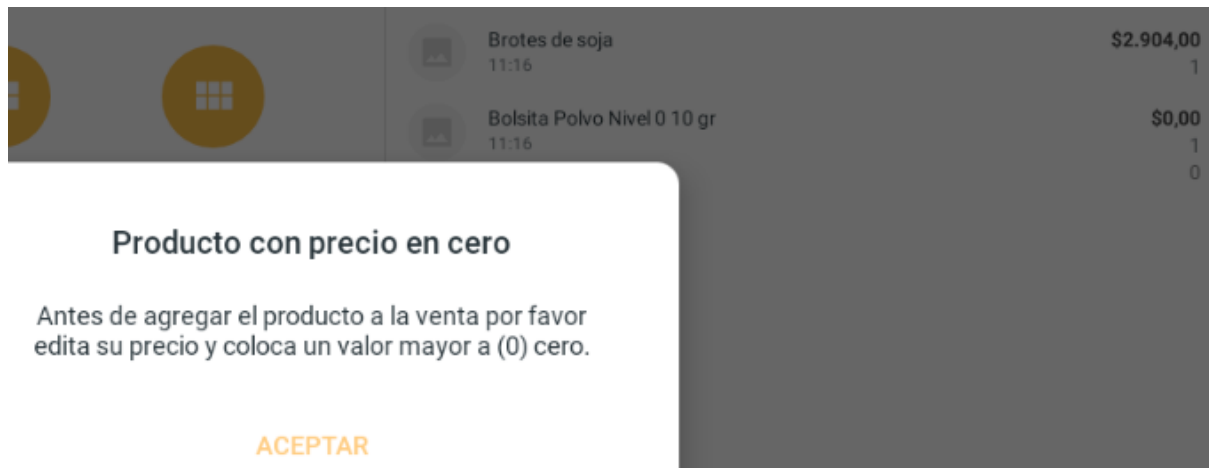 Brotes de soja $2.904,00
11:16 1
Bolsita Polvo Nivel 0 10 gr $0,00
11:16 1
0
Producto con precio en cero
Antes de agregar el producto a la venta por favor
edita su precio y coloca un valor mayor a (0) cero.
ACEPTAR